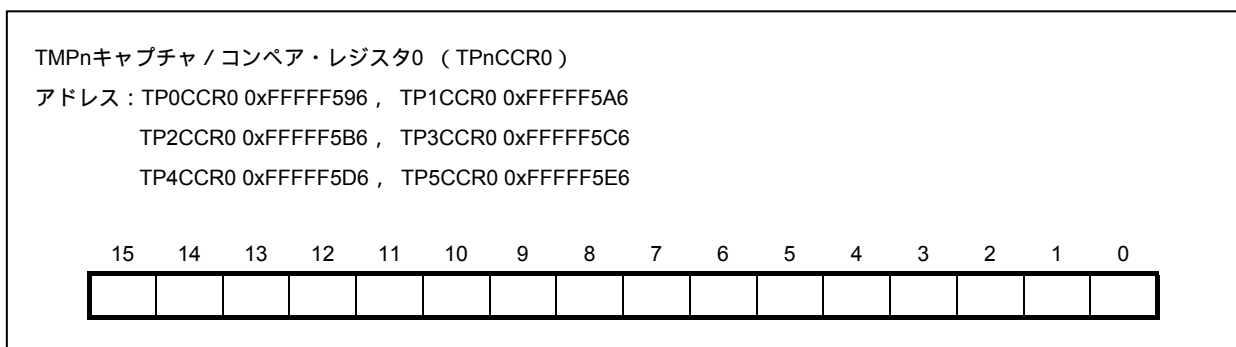 TMPnキャプチャ／コンペア・レジスタ0 （TPnCCR0）
アドレス：TP0CCR0 0xFFFFF596 , TP1CCR0 0xFFFFF5A6
TP2CCR0 0xFFFFF5B6 , TP3CCR0 0xFFFFF5C6
TP4CCR0 0xFFFFF5D6 , TP5CCR0 0xFFFFF5E6
15 14 13 12 11 10 9 8 7 6 5 4 3 2 1 0